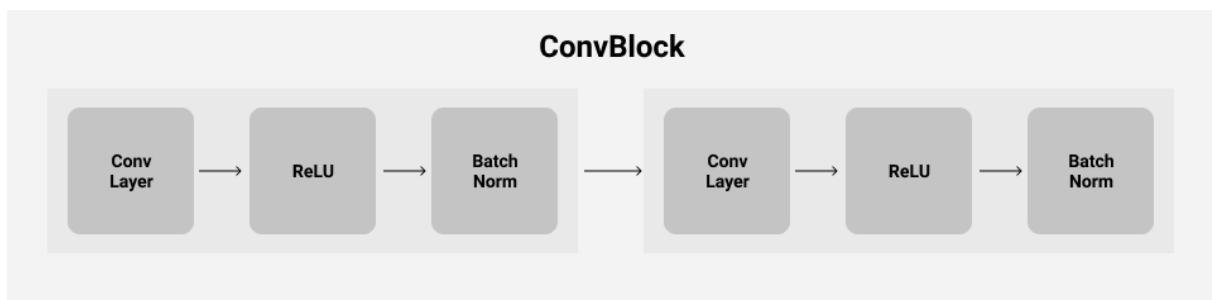 ConvBlock
Conv
Layer
ReLU
Batch
Norm
Conv
Layer
ReLU
Batch
Norm